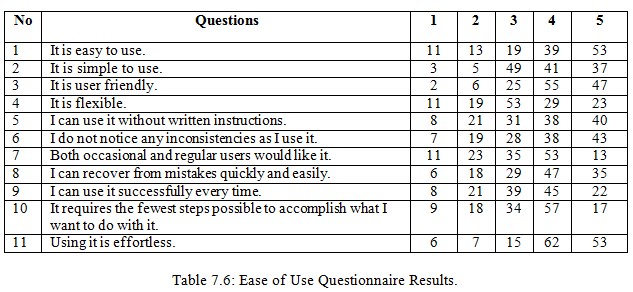 No Questions 1 2 3 4 5
1 It is easy to use. 11 13 19 39 53
2 It is simple to use. 3 5 49 41 37
3 It is user friendly. 2 6 25 55 47
4 It is flexible. 11 19 53 29 23
5 I can use it without written instructions. 8 21 31 38 40
6 I do not notice any inconsistencies as I use it. 7 19 28 38 43
7 Both occasional and regular users would like it. 11 23 35 53 13
8 I can recover from mistakes quickly and easily. 6 18 29 47 35
9 I can use it successfully every time. 8 21 39 45 22
10 It requires the fewest steps possible to accomplish what I 9 18 34 57 17
want to do with it.
11 Using it is effortless. 6 7 15 62 53
Table 7.6: Ease of Use Questionnaire Results.